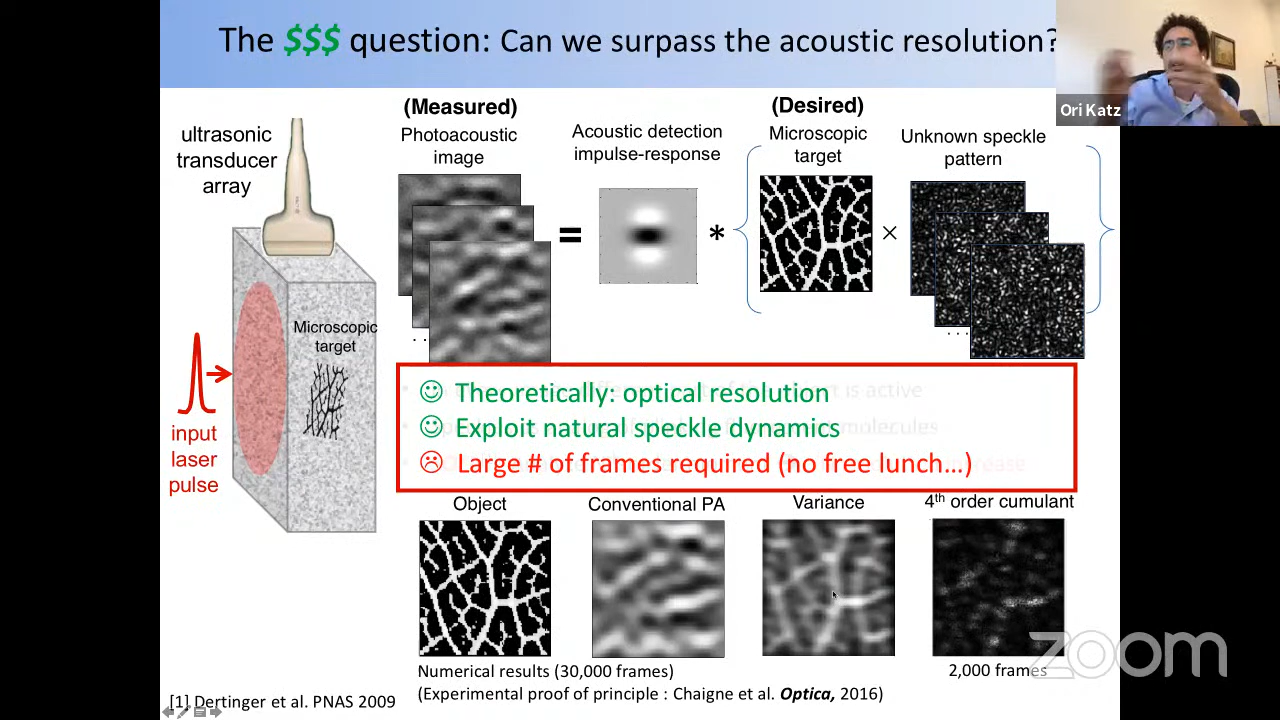 The $$$ question: Can we surpass the acoustic resolution?
Ori Katz
ultrasonic
transducer
array
(Measured)
Photoacoustic
image
Acoustic detection
impulse-response
(Desired)
Microscopic
target
Unknown speckle
pattern
=
*
×
. .
. . .
Microscopic
target
input
laser
pulse
Theoretically: optical resolution
Exploit natural speckle dynamics
Large # of frames required (no free lunch...)
is active
molecules
Object
Conventional PA
Variance
4th order cumulant
Numerical results (30,000 frames)
2,000 frames
(Experimental proof of principle : Chaigne et al. Optica, 2016)
[1] Dertinger et al. PNAS 2009
zoom